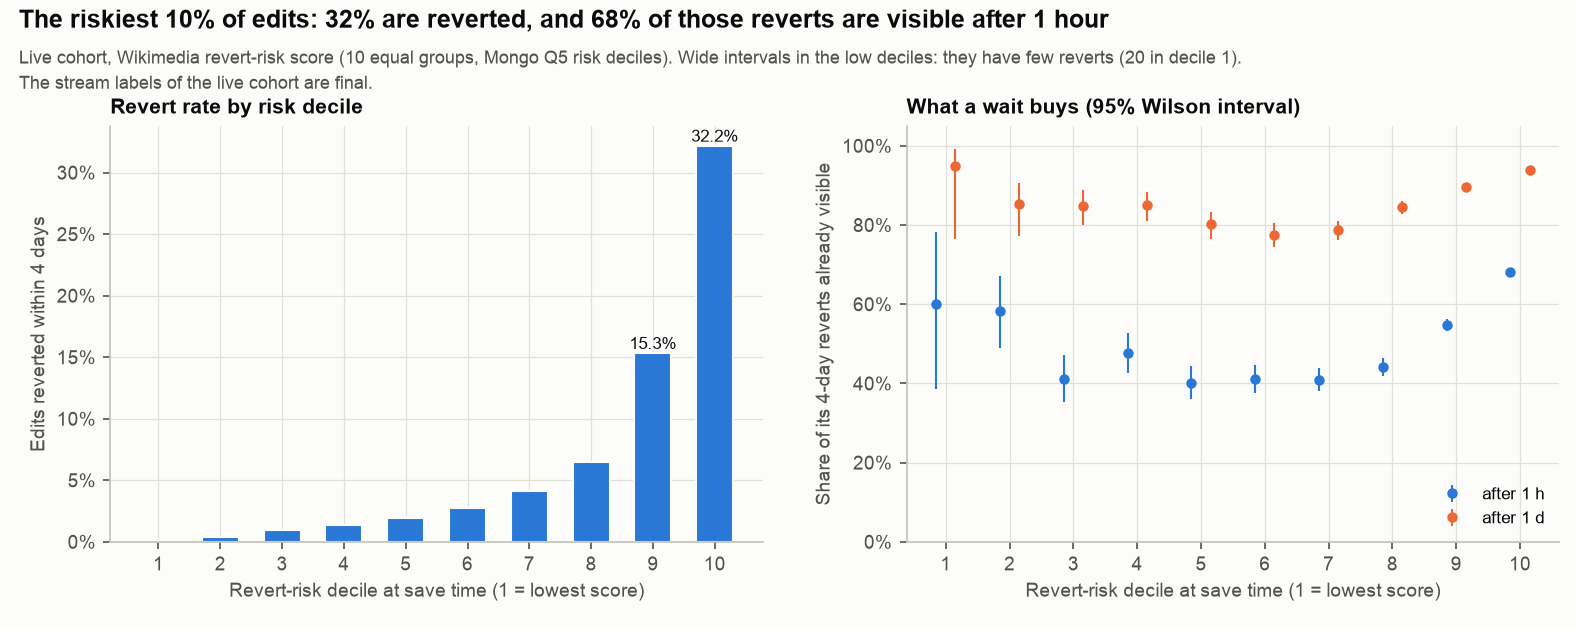 The riskiest 10% of edits: 32% are reverted, and 68% of those reverts are visible after 1 hour
Live cohort, Wikimedia revert-risk score (10 equal groups, Mongo Q5 risk deciles). Wide intervals in the low deciles: they have few reverts (20 in decile 1).
The stream labels of the live cohort are final.
Revert rate by risk decile
Edits reverted within 4 days
30%
25%
20%
15%
10%
5%
0%
32.2%
15.3%
1 2 3 4 5 6 7 8 9 10
Revert-risk decile at save time (1 = lowest score)
What a wait buys (95% Wilson interval)
Share of its 4-day reverts already visible
100%
80%
60%
40%
20%
0%
after 1 h
after 1 d
1 2 3 4 5 6 7 8 9 10
Revert-risk decile at save time (1 = lowest score)